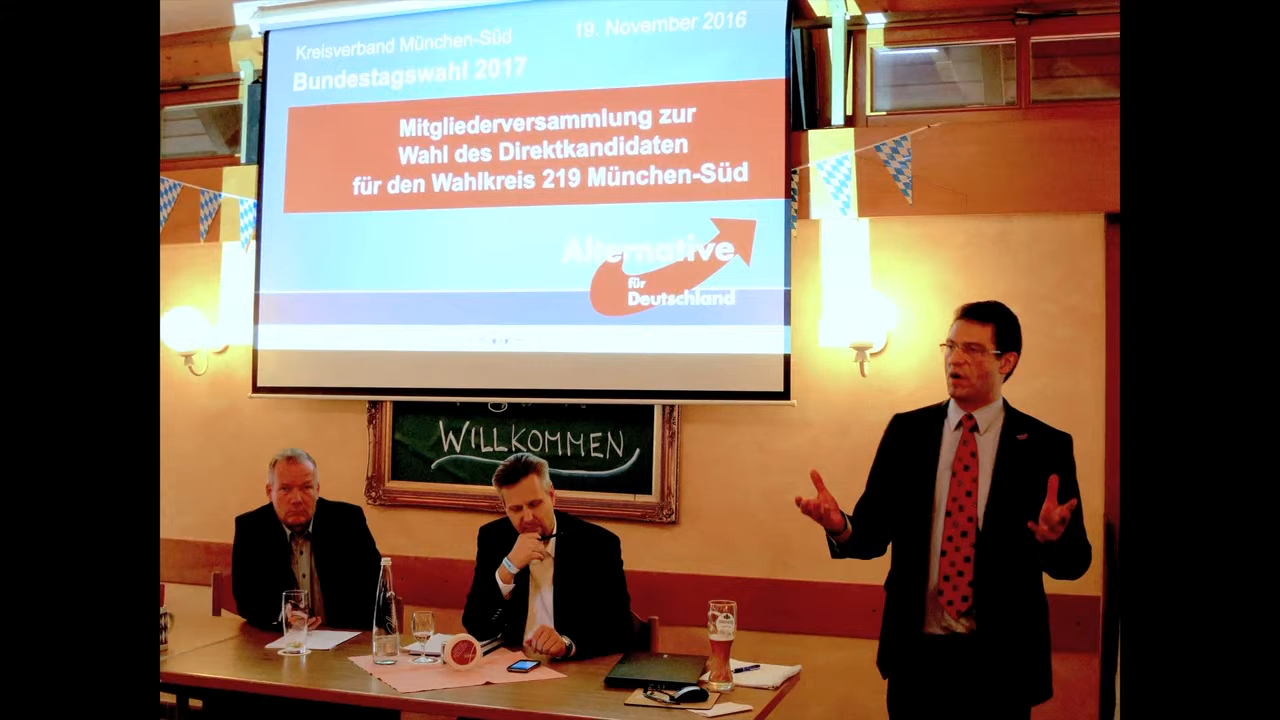 Kreisverband München-Süd
19. November 2016
Bundestagswahl 2017
Mitgliederversammlung zur
Wahl des Direktkandidaten
für den Wahlkreis 219 München-Süd
Alternative
für
Deutschland
WILLKOMMEN